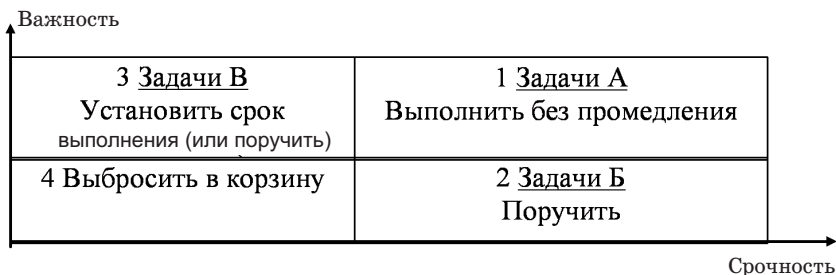 Важность
3 Задачи В
Установить срок
выполнения (или поручить)
1 Задачи А
Выполнить без промедления
4 Выбросить в корзину
2 Задачи Б
Поручить
Срочность